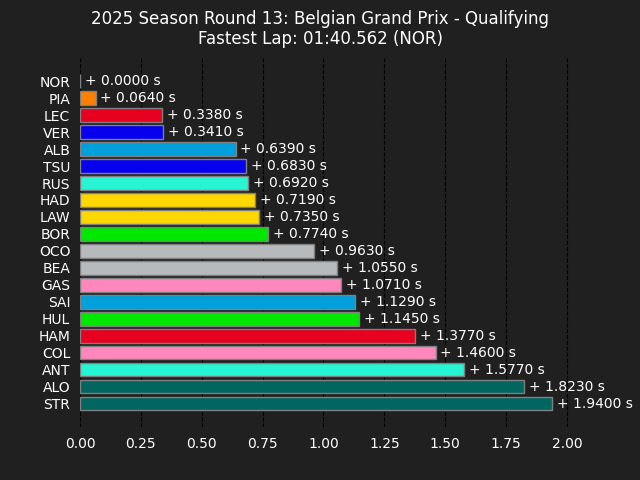 2025 Season Round 13: Belgian Grand Prix - Qualifying
Fastest Lap: 01:40.562 (NOR)
NOR + 0.0000 s
PIA + 0.0640 s
LEC + 0.3380 s
VER + 0.3410 s
ALB + 0.6390 s
TSU + 0.6830 s
RUS + 0.6920 s
HAD + 0.7190 s
LAW + 0.7350 s
BOR + 0.7740 s
OCO + 0.9630 s
BEA + 1.0550 s
GAS + 1.0710 s
SAI + 1.1290 s
HUL + 1.1450 s
HAM + 1.3770 s
COL + 1.4600 s
ANT + 1.5770 s
ALO + 1.8230 s
STR + 1.9400 s
0.00 0.25 0.50 0.75 1.00 1.25 1.50 1.75 2.00